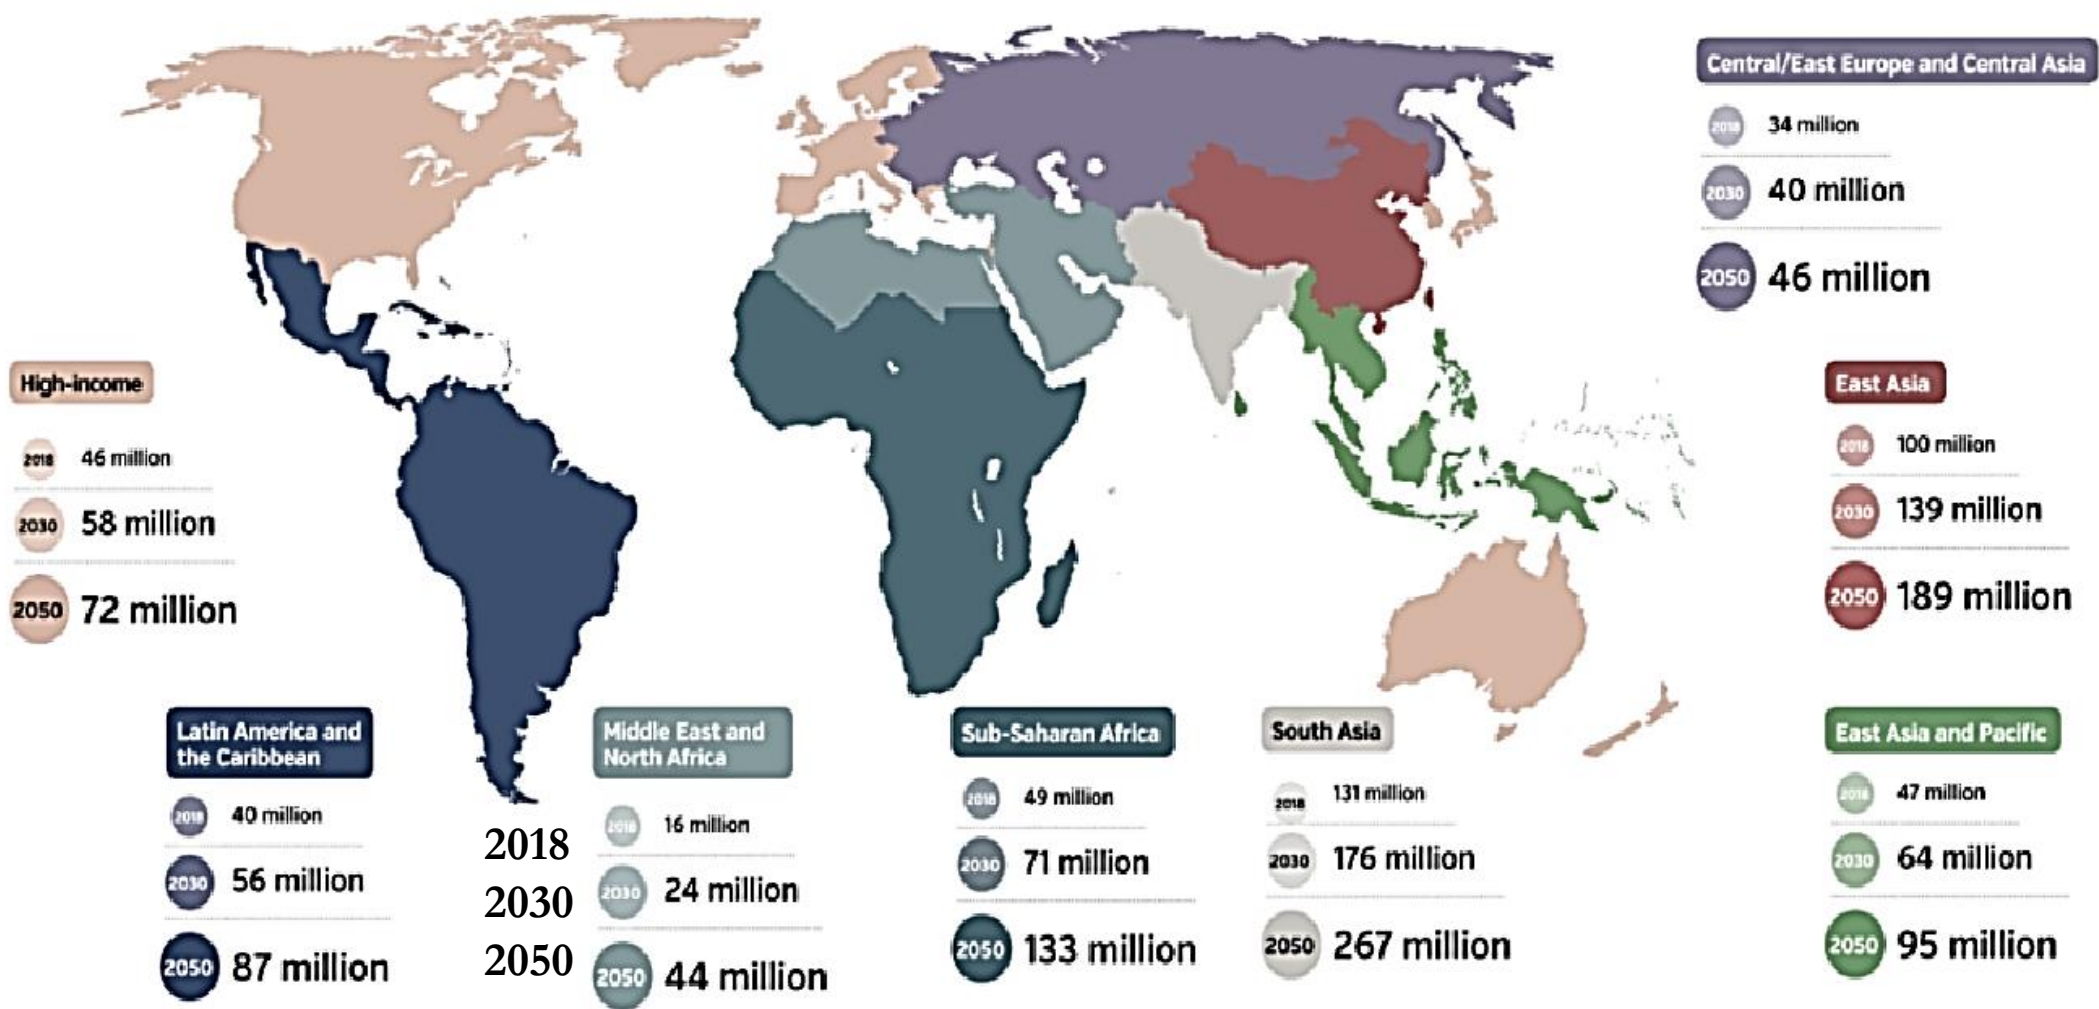 Central/East Europe and Central Asia
2018 34 million
2030 40 million
2050 46 million
High-income
2018 46 million
2030 58 million
2050 72 million
East Asia
2018 100 million
2030 139 million
2050 189 million
Latin America and
the Caribbean
2018 40 million
2030 56 million
2050 87 million
2018
2030
2050
Middle East and
North Africa
2018 16 million
2030 24 million
2050 44 million
Sub-Saharan Africa
2018 49 million
2030 71 million
2050 133 million
South Asia
2018 131 million
2030 176 million
2050 267 million
East Asia and Pacific
2018 47 million
2030 64 million
2050 95 million